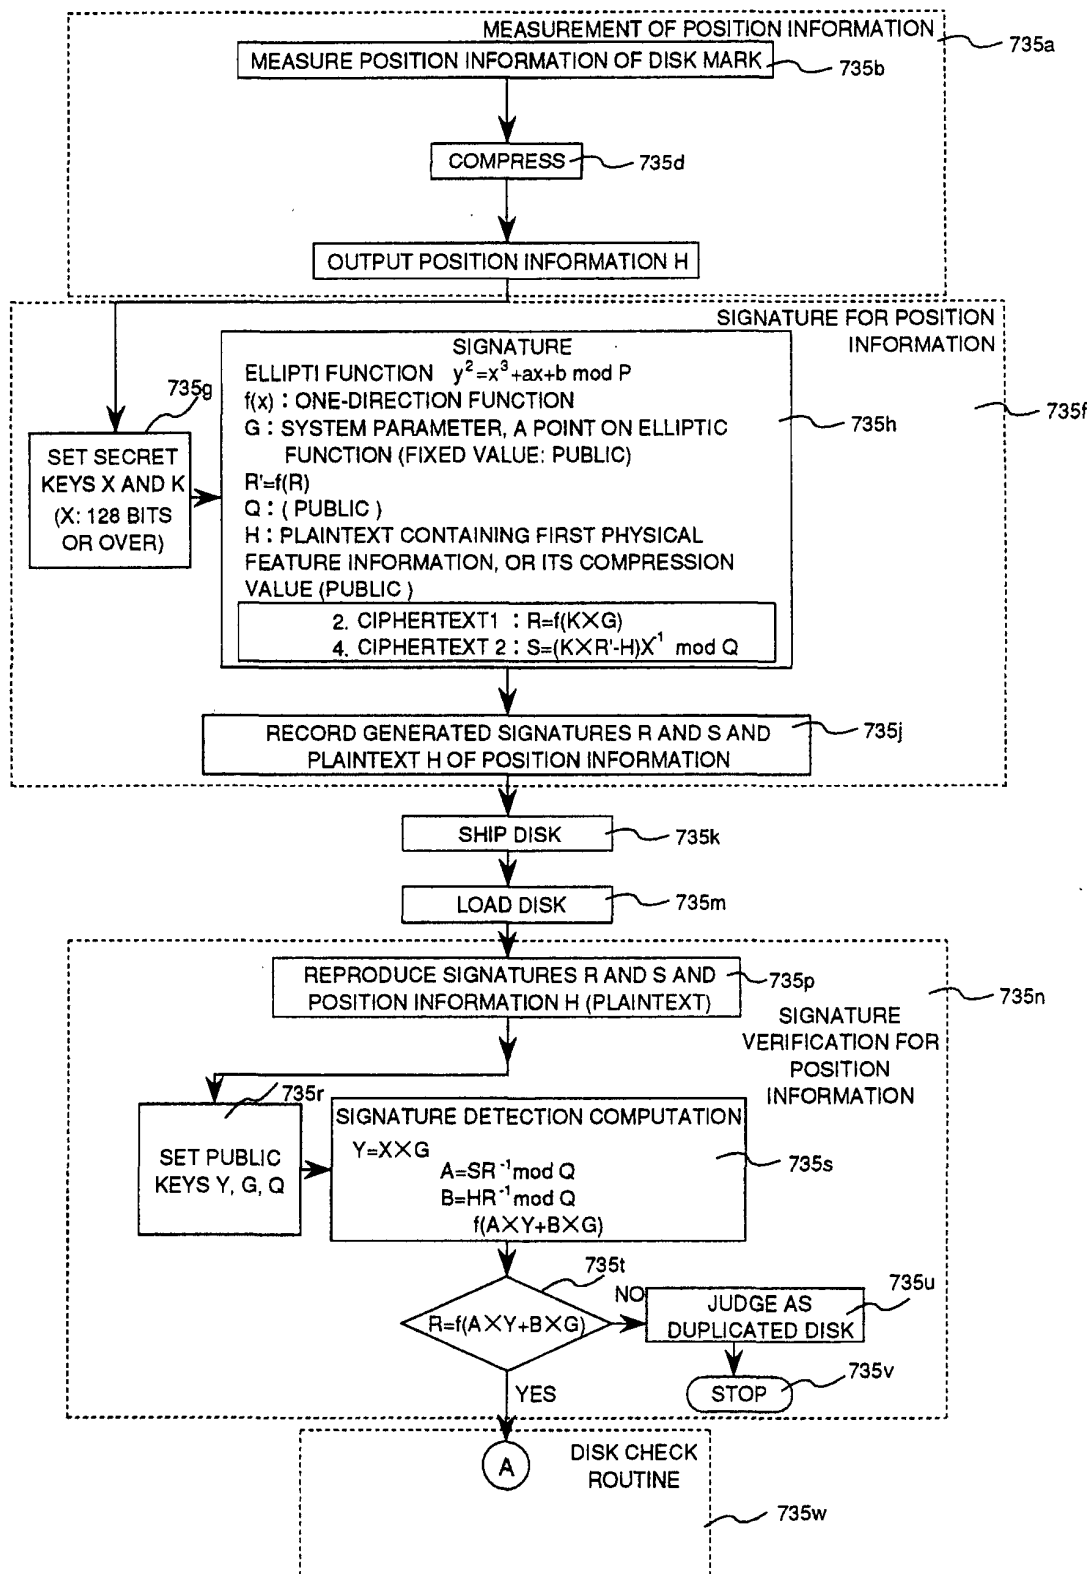 MEASUREMENT OF POSITION INFORMATION
735a
MEASURE POSITION INFORMATION OF DISK MARK
735b
COMPRESS
735d
OUTPUT POSITION INFORMATION H
SIGNATURE FOR POSITION
INFORMATION
735f
735g
SET SECRET
KEYS X AND K
(X: 128 BITS
OR OVER)
SIGNATURE
ELLIPTI FUNCTION y²=x³+ax+b mod P
f(x) : ONE-DIRECTION FUNCTION
G : SYSTEM PARAMETER, A POINT ON ELLIPTIC
FUNCTION (FIXED VALUE: PUBLIC)
R'=f(R)
Q : ( PUBLIC )
H : PLAINTEXT CONTAINING FIRST PHYSICAL
FEATURE INFORMATION, OR ITS COMPRESSION
VALUE (PUBLIC )
2. CIPHERTEXT1 : R=f(K×G)
4. CIPHERTEXT 2 : S=(K×R'-H)X⁻¹ mod Q
735h
RECORD GENERATED SIGNATURES R AND S AND
PLAINTEXT H OF POSITION INFORMATION
735j
SHIP DISK
735k
LOAD DISK
735m
REPRODUCE SIGNATURES R AND S AND
POSITION INFORMATION H (PLAINTEXT)
735p
735n
SIGNATURE
VERIFICATION FOR
POSITION
INFORMATION
735r
SET PUBLIC
KEYS Y, G, Q
SIGNATURE DETECTION COMPUTATION
Y=X×G
A=SR⁻¹mod Q
B=HR⁻¹mod Q
f(A×Y+B×G)
735s
735t
R=f(A×Y+B×G)
NO
JUDGE AS
DUPLICATED DISK
735u
STOP
735v
YES
A
DISK CHECK
ROUTINE
735w